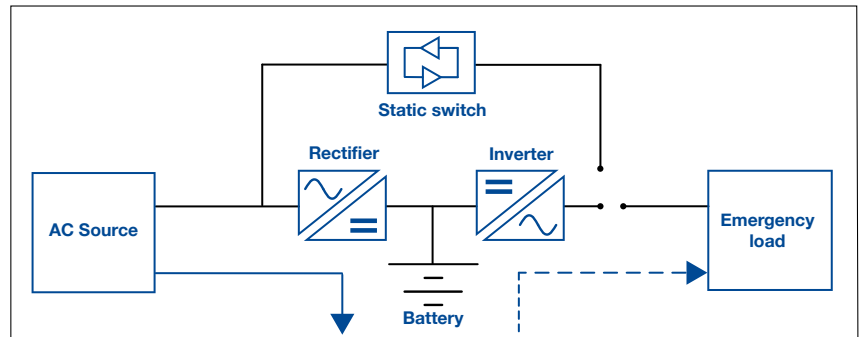 Static switch
Rectifier
Inverter
AC Source
Emergency
load
Battery